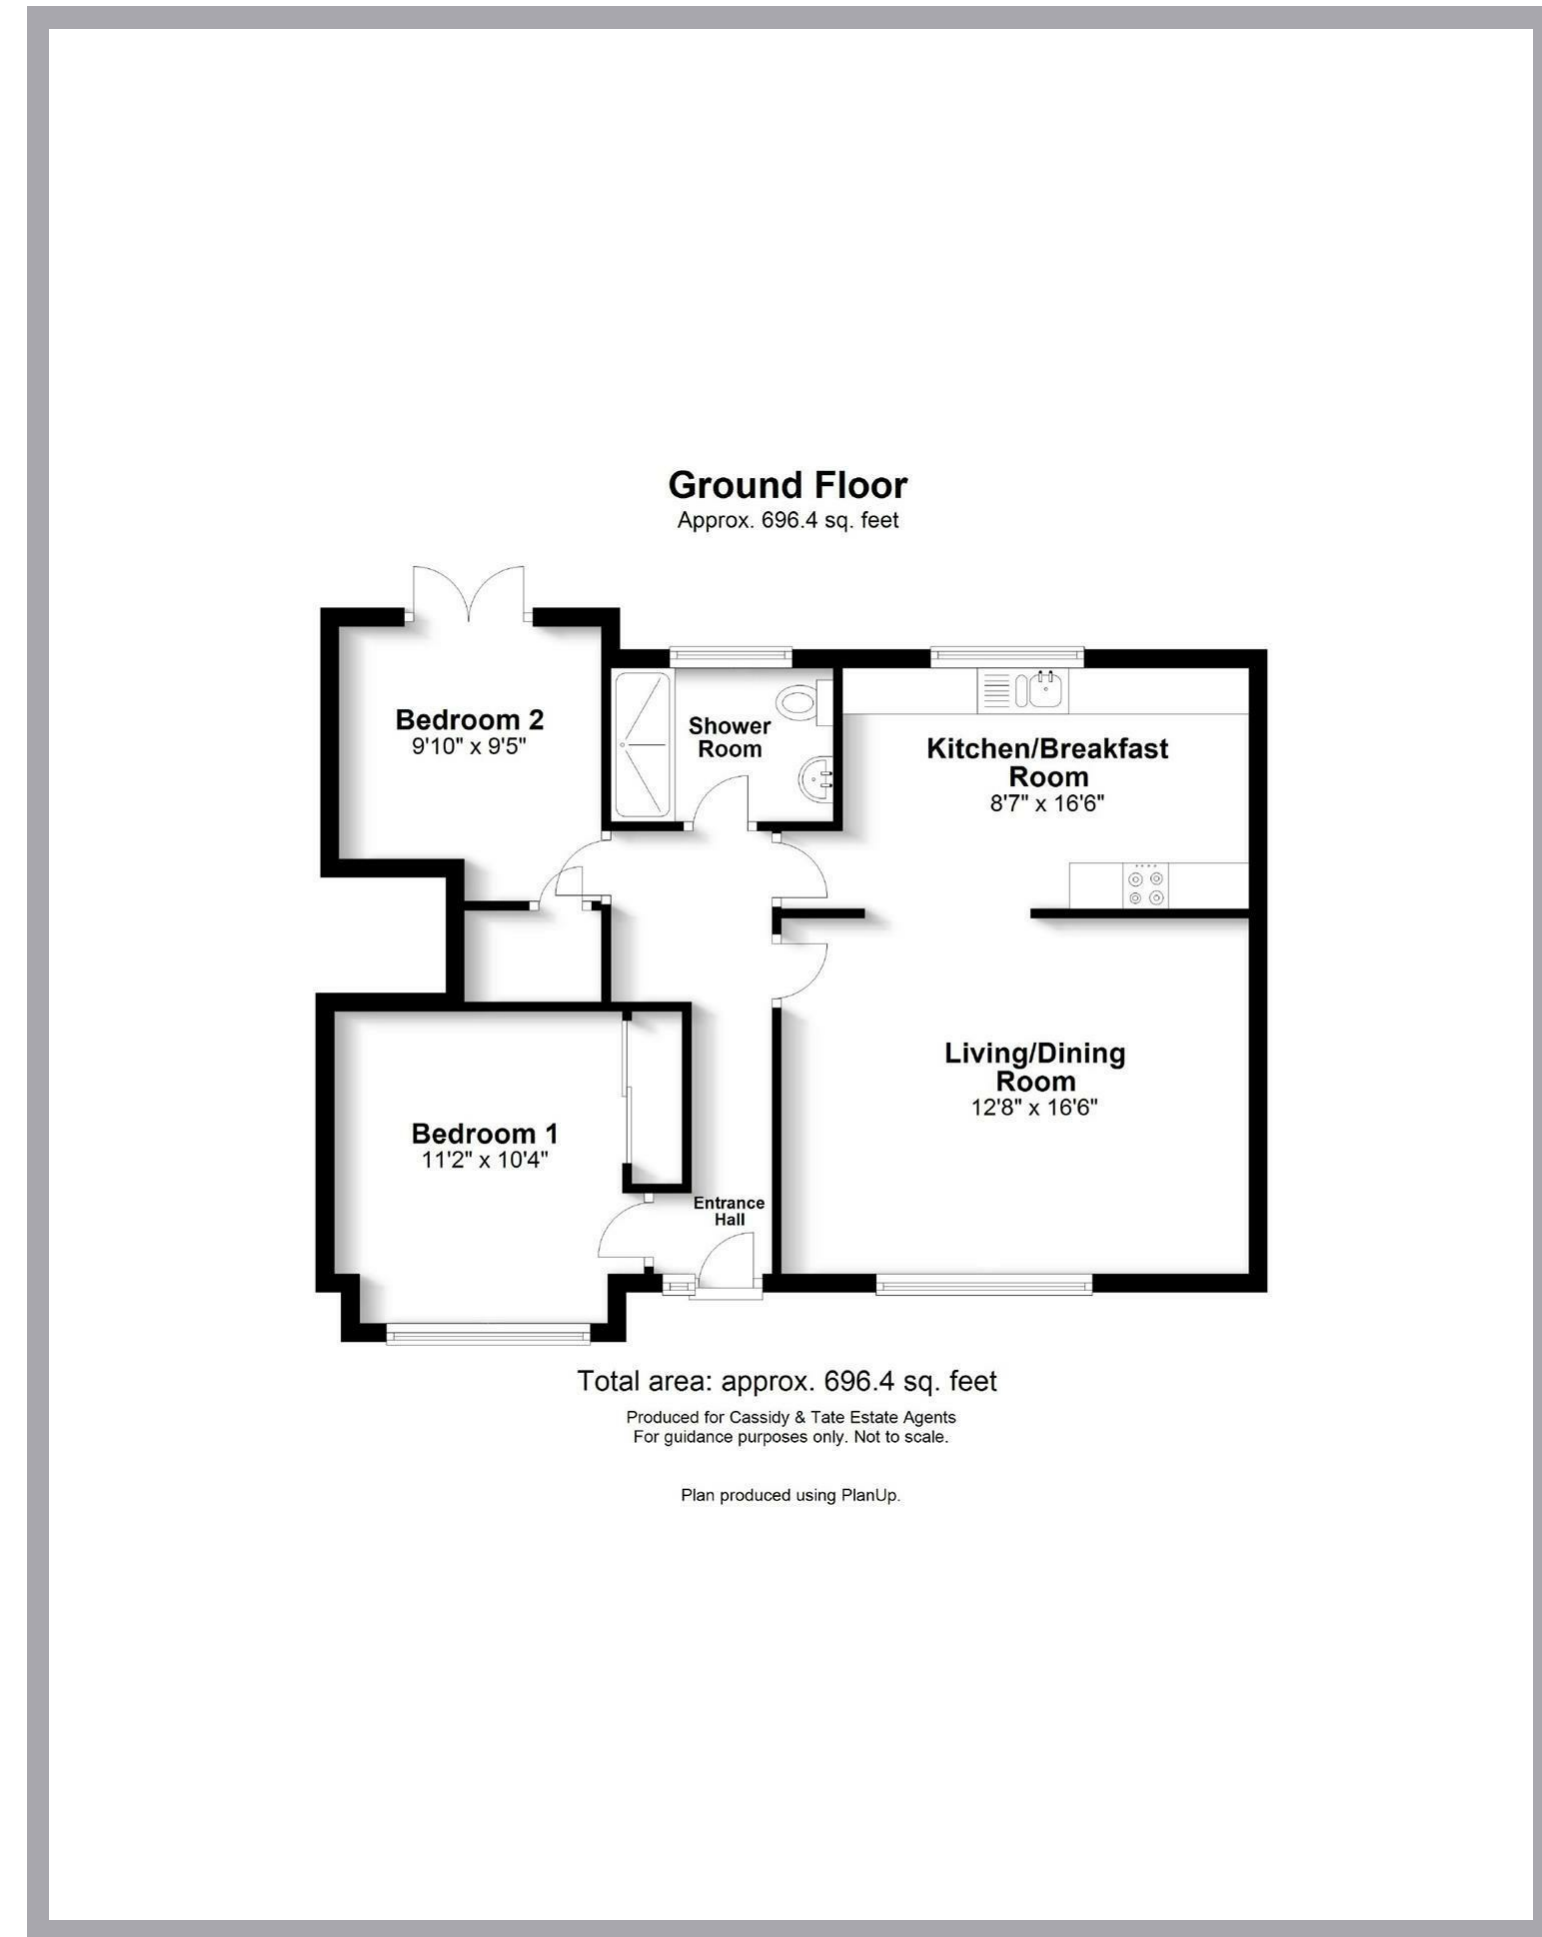 Ground Floor
Approx. 696.4 sq. feet
Bedroom 2
9'10" x 9'5"
Shower
Room
Kitchen/Breakfast
Room
8'7" x 16'6"
Living/Dining
Room
12'8" x 16'6"
Bedroom 1
11'2" x 10'4"
Entrance
Hall
Total area: approx. 696.4 sq. feet
Produced for Cassidy & Tate Estate Agents
For guidance purposes only. Not to scale.
Plan produced using PlanUp.